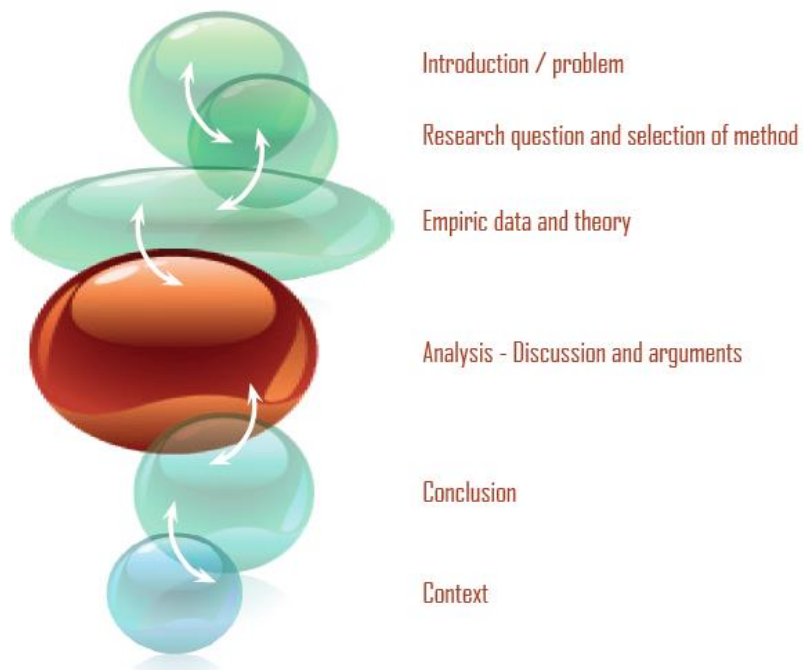 Introduction / problem
Research question and selection of method
Empiric data and theory
Analysis - Discussion and arguments
Conclusion
Context